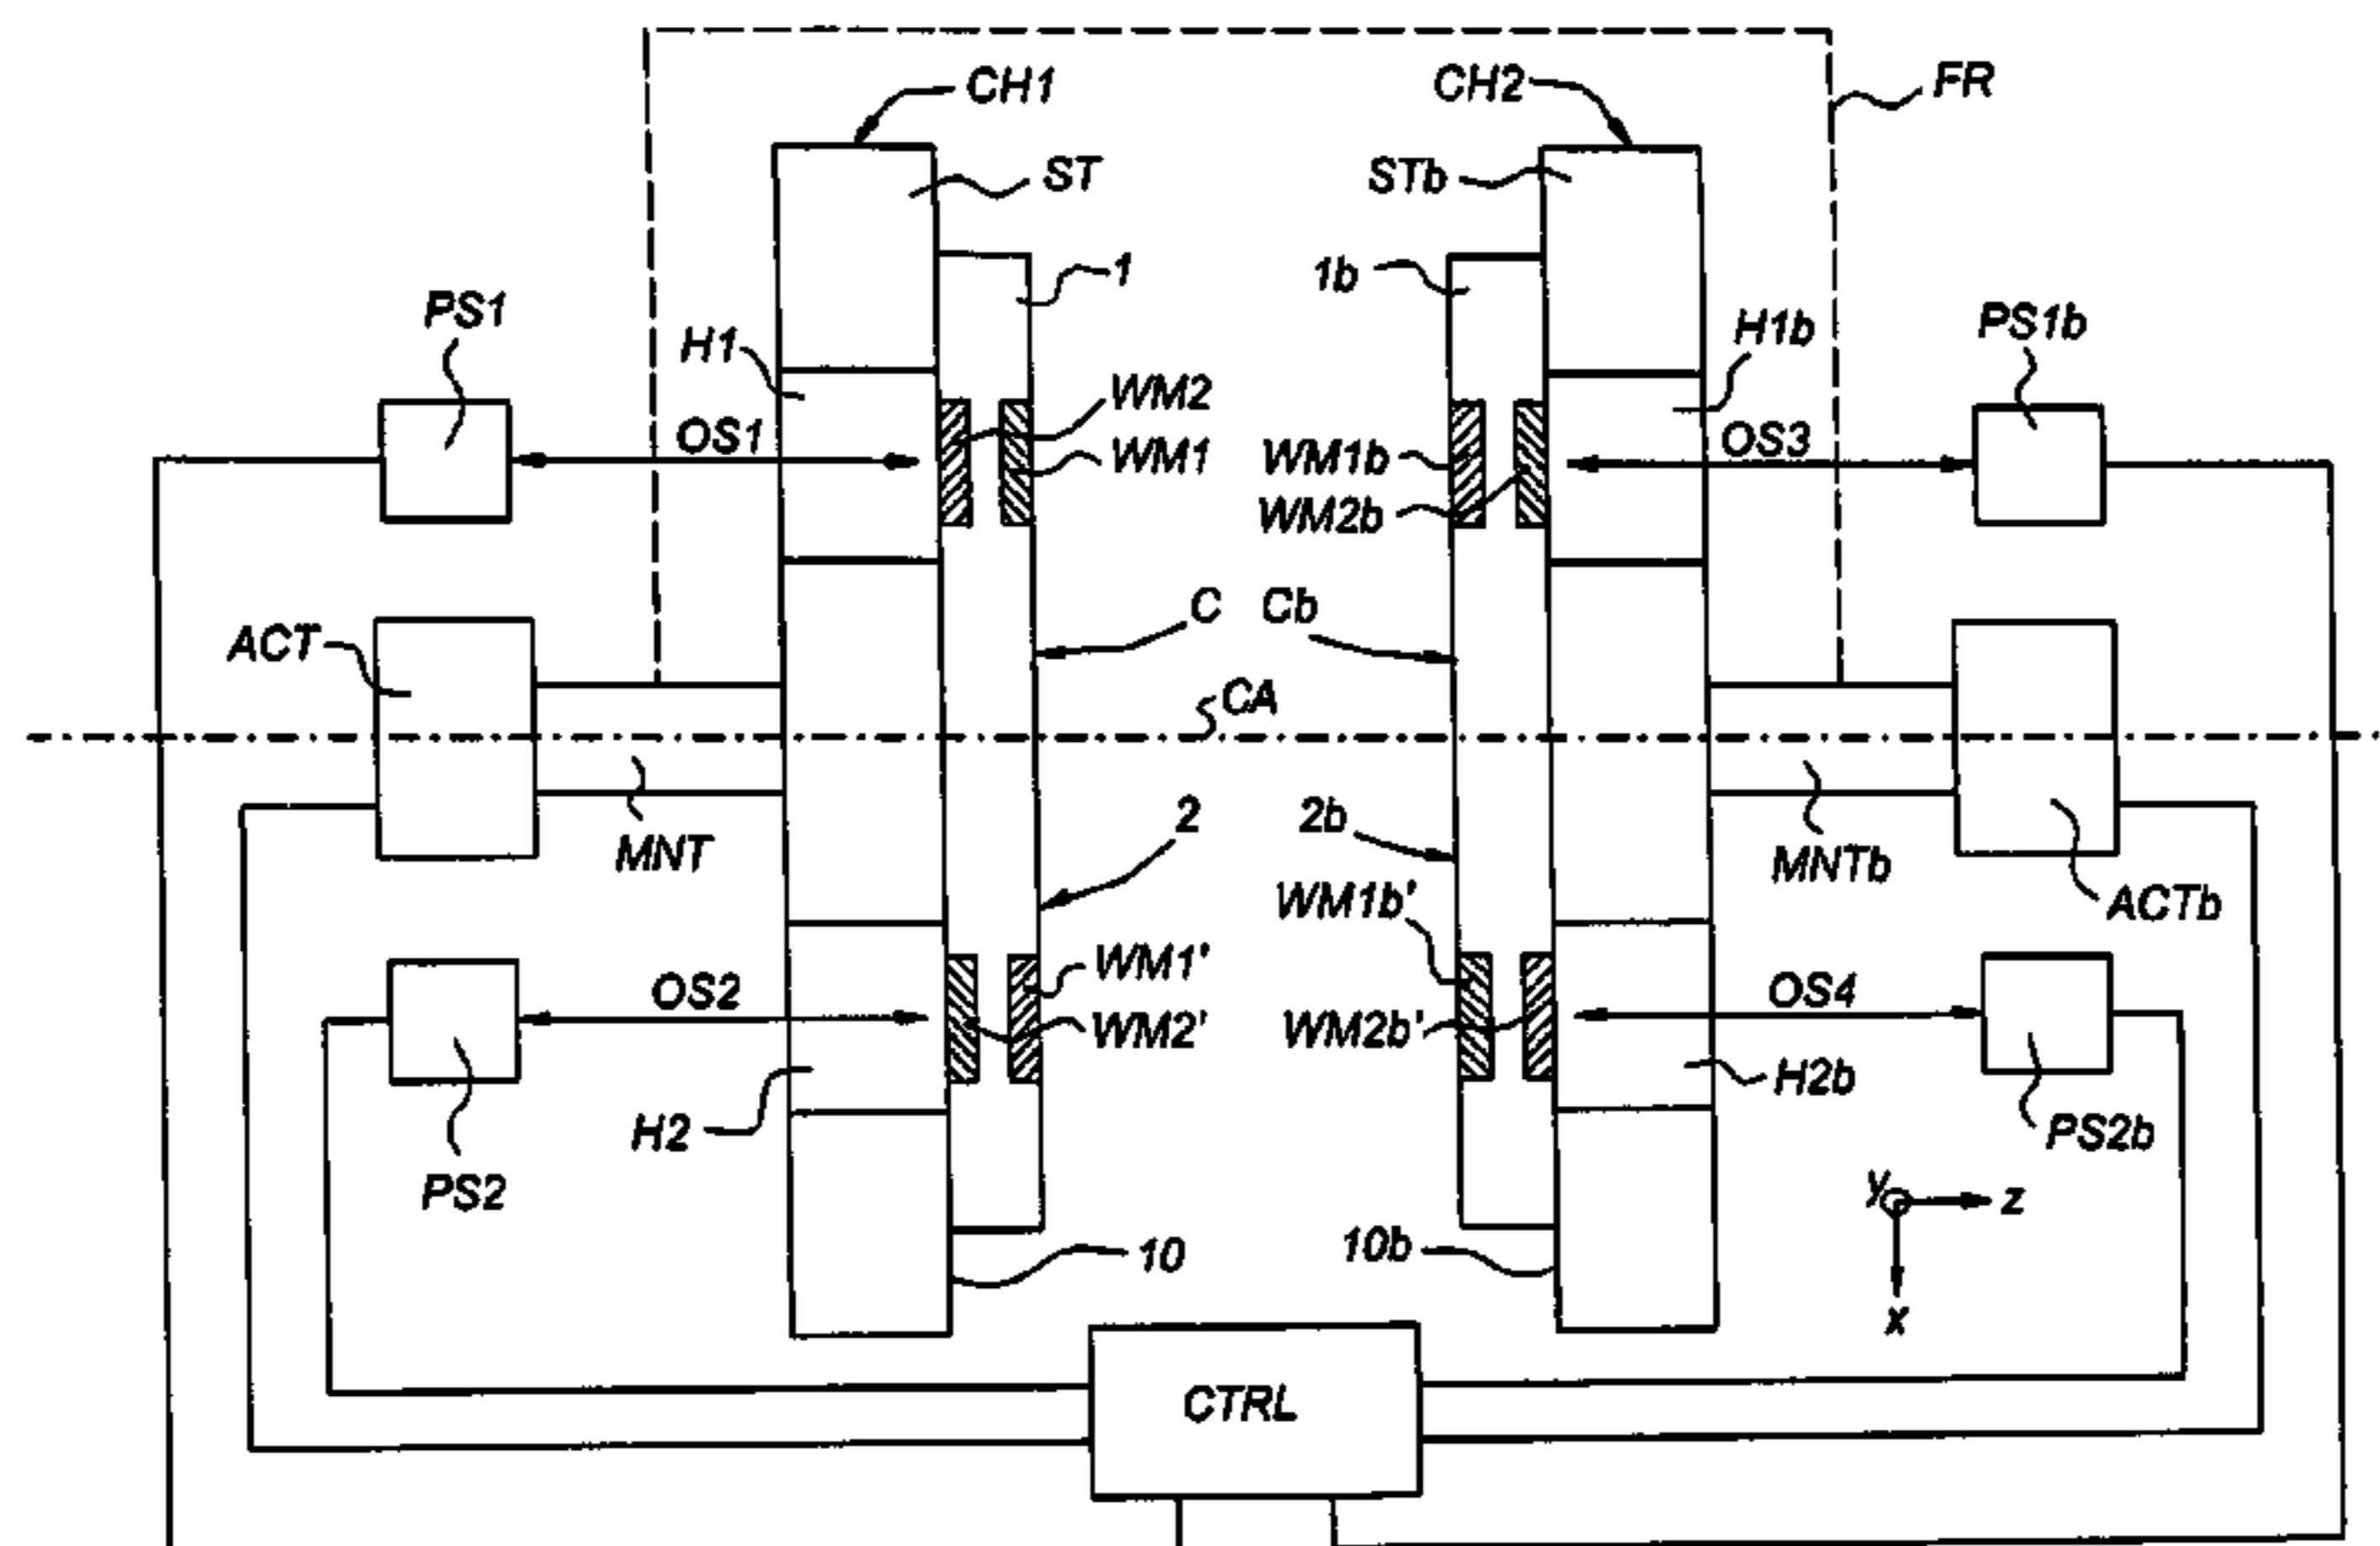 CH1
CH2
FR
ST
STb
1
1b
PS1
H1
H1b
PS1b
WM2
OS1
WM1
WM1b
OS3
WM2b
ACT
C
Cb
CA
MNT
2
2b
MNTb
ACTb
WM1b'
WM1'
OS2
OS4
WM2'
WM2b'
H2
H2b
PS2
PS2b
y
z
10
10b
x
CTRL